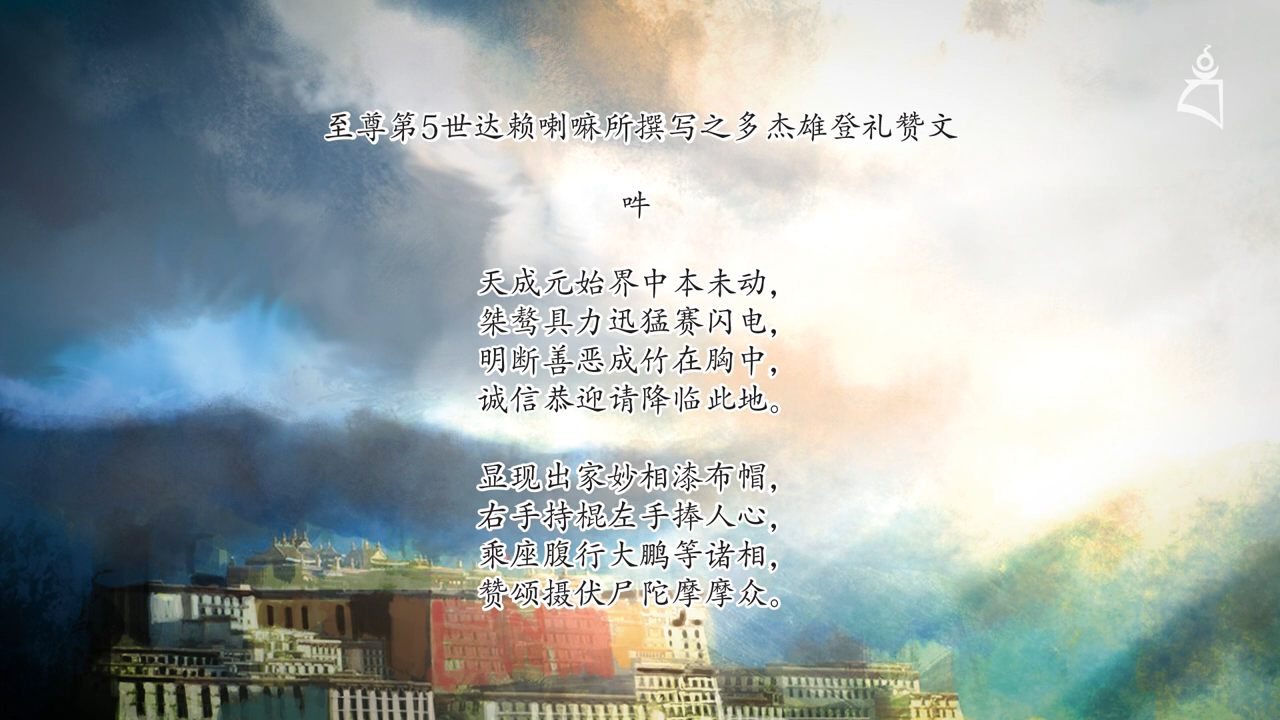 至尊第5世达赖喇嘛所撰写之多杰雄登礼赞文
吽
天成元始界中本未动，
桀骜具力迅猛赛闪电，
明断善恶成竹在胸中，
诚信恭迎请降临此地。
显现出家妙相漆布帽，
右手持棍左手捧人心，
乘座腹行大鹏等诸相，
赞颂摄伏尸陀摩摩众。